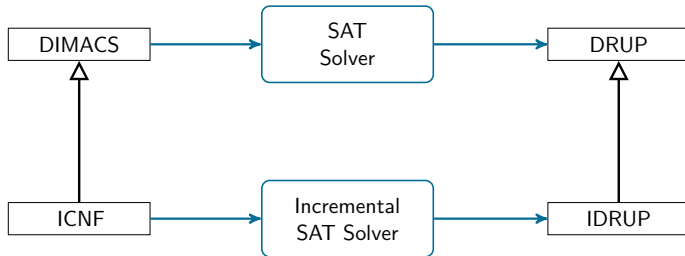 DIMACS
SAT
Solver
DRUP
ICNF
Incremental
SAT Solver
IDRUP